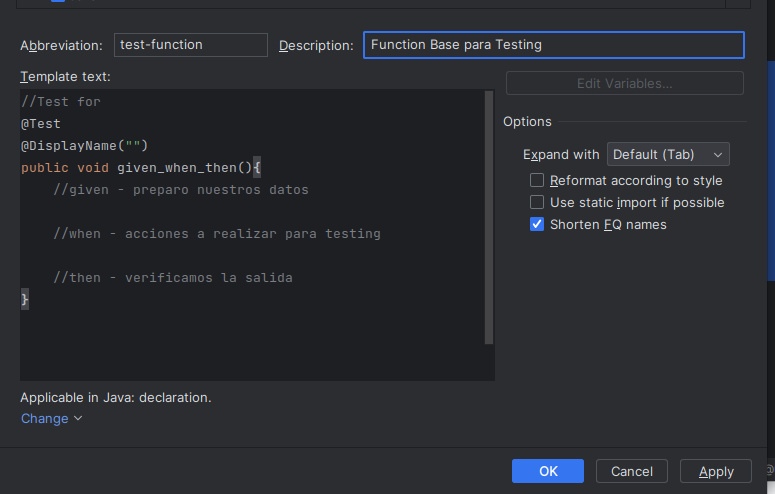 Abbreviation: test-function Description: Function Base para Testing
Template text:
Edit Variables...
//Test for
@Test
@DisplayName("")
public void given_when_then(){
    //given - preparo nuestros datos
    //when - acciones a realizar para testing
    //then - verificamos la salida
}
Options
Expand with Default (Tab)
Reformat according to style
Use static import if possible
Shorten FQ names
Applicable in Java: declaration.
Change
OK Cancel Apply